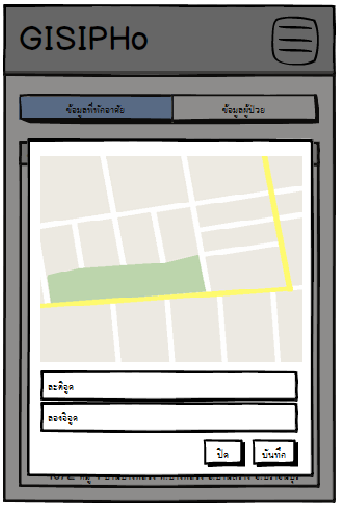 GISIPHo
ข้อมูลที่พักอาศัย
ข้อมูลผู้ป่วย
ละติจูด
ลองจิจูด
ปิด
บันทึก